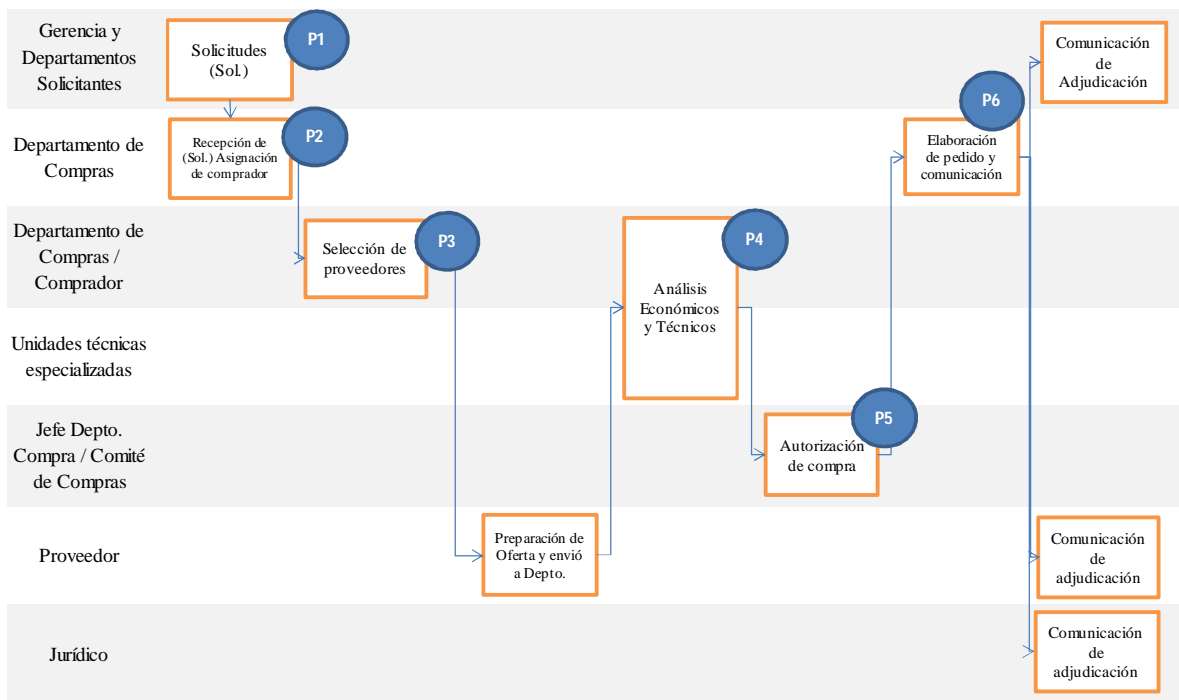 Gerencia y
Departamentos
Solicitantes
Solicitudes
(Sol.)
P1
Comunicación
de
Adjudicación
Departamento de
Compras
Recepción de
(Sol.) Asignación
de comprador
P2
P6
Elaboración
de pedido y
comunicación
Departamento de
Compras /
Comprador
Selección de
proveedores
P3
P4
Análisis
Económicos
y Técnicos
Unidades técnicas
especializadas
Jefe Depto.
Compra / Comité
de Compras
P5
Autorización
de compra
Proveedor
Preparación de
Oferta y envió
a Depto.
Comunicación
de
adjudicación
Jurídico
Comunicación
de
adjudicación